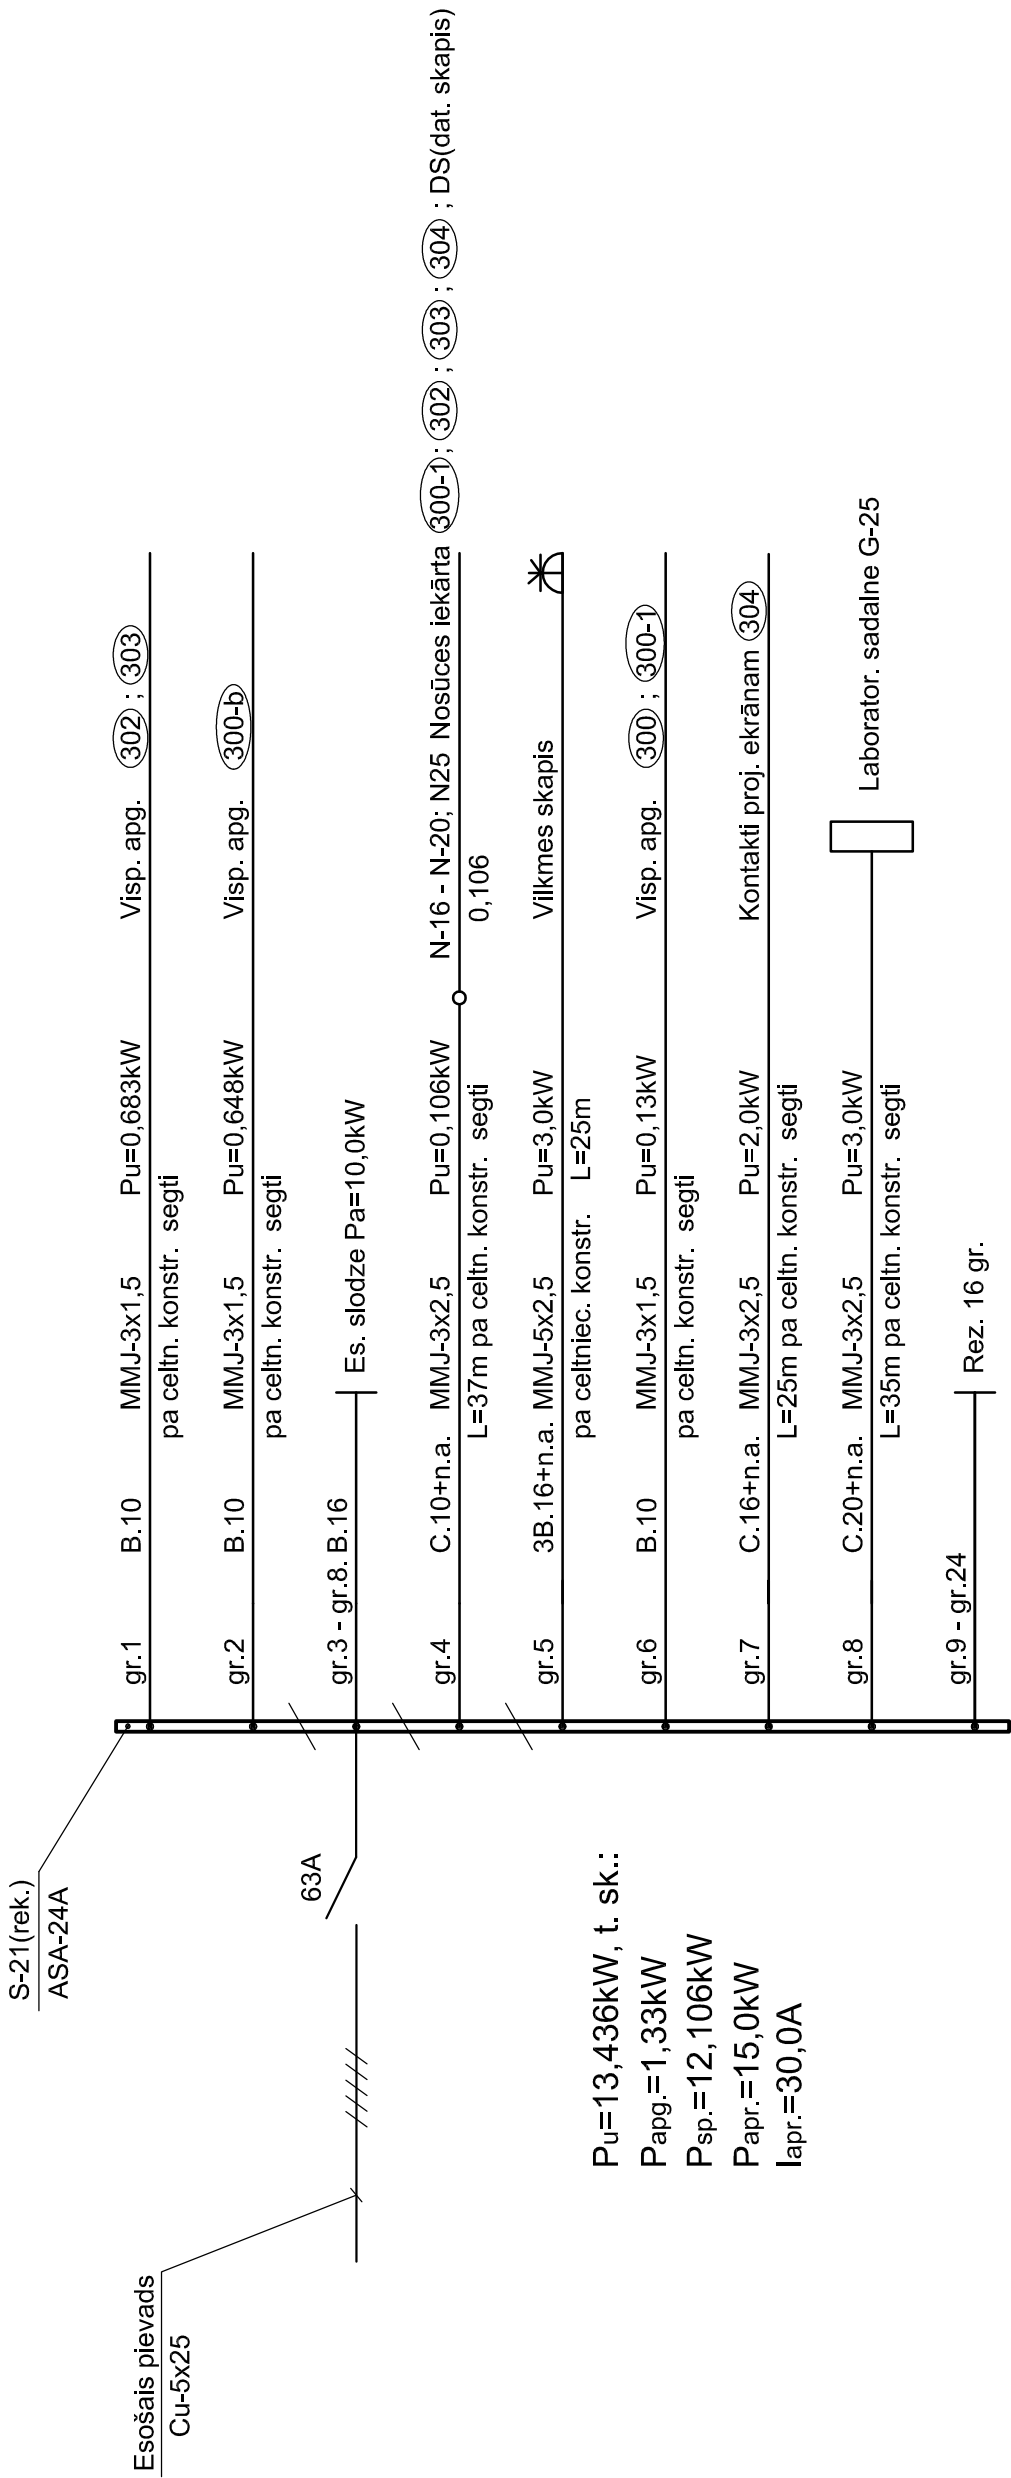 S-21(rek.)
ASA-24A
Esošais pievads
Cu-5x25
63A
gr.1 B.10 MMJ-3x1,5 Pu=0,683kW Visp. apg. 302 ; 303
pa celtn. konstr. segti
gr.2 B.10 MMJ-3x1,5 Pu=0,648kW Visp. apg. 300-b
pa celtn. konstr. segti
gr.3 - gr.8. B.16 Es. slodze Pa=10,0kW
gr.4 C.10+n.a. MMJ-3x2,5 Pu=0,106kW N-16 - N-20; N25 Nosūces iekārta 300-1 ; 302 ; 303 ; 304 ; DS(dat. skapis)
L=37m pa celtn. konstr. segti 0,106
gr.5 3B.16+n.a. MMJ-5x2,5 Pu=3,0kW Vilkmes skapis
pa celtniec. konstr. L=25m
gr.6 B.10 MMJ-3x1,5 Pu=0,13kW Visp. apg. 300 ; 300-1
pa celtn. konstr. segti
gr.7 C.16+n.a. MMJ-3x2,5 Pu=2,0kW Kontakti proj. ekrānam 304
L=25m pa celtn. konstr. segti
gr.8 C.20+n.a. MMJ-3x2,5 Pu=3,0kW Laborator. sadalne G-25
L=35m pa celtn. konstr. segti
gr.9 - gr.24 Rez. 16 gr.
Pu=13,436kW, t. sk.:
Papg.=1,33kW
Psp.=12,106kW
Papr.=15,0kW
Iapr.=30,0A